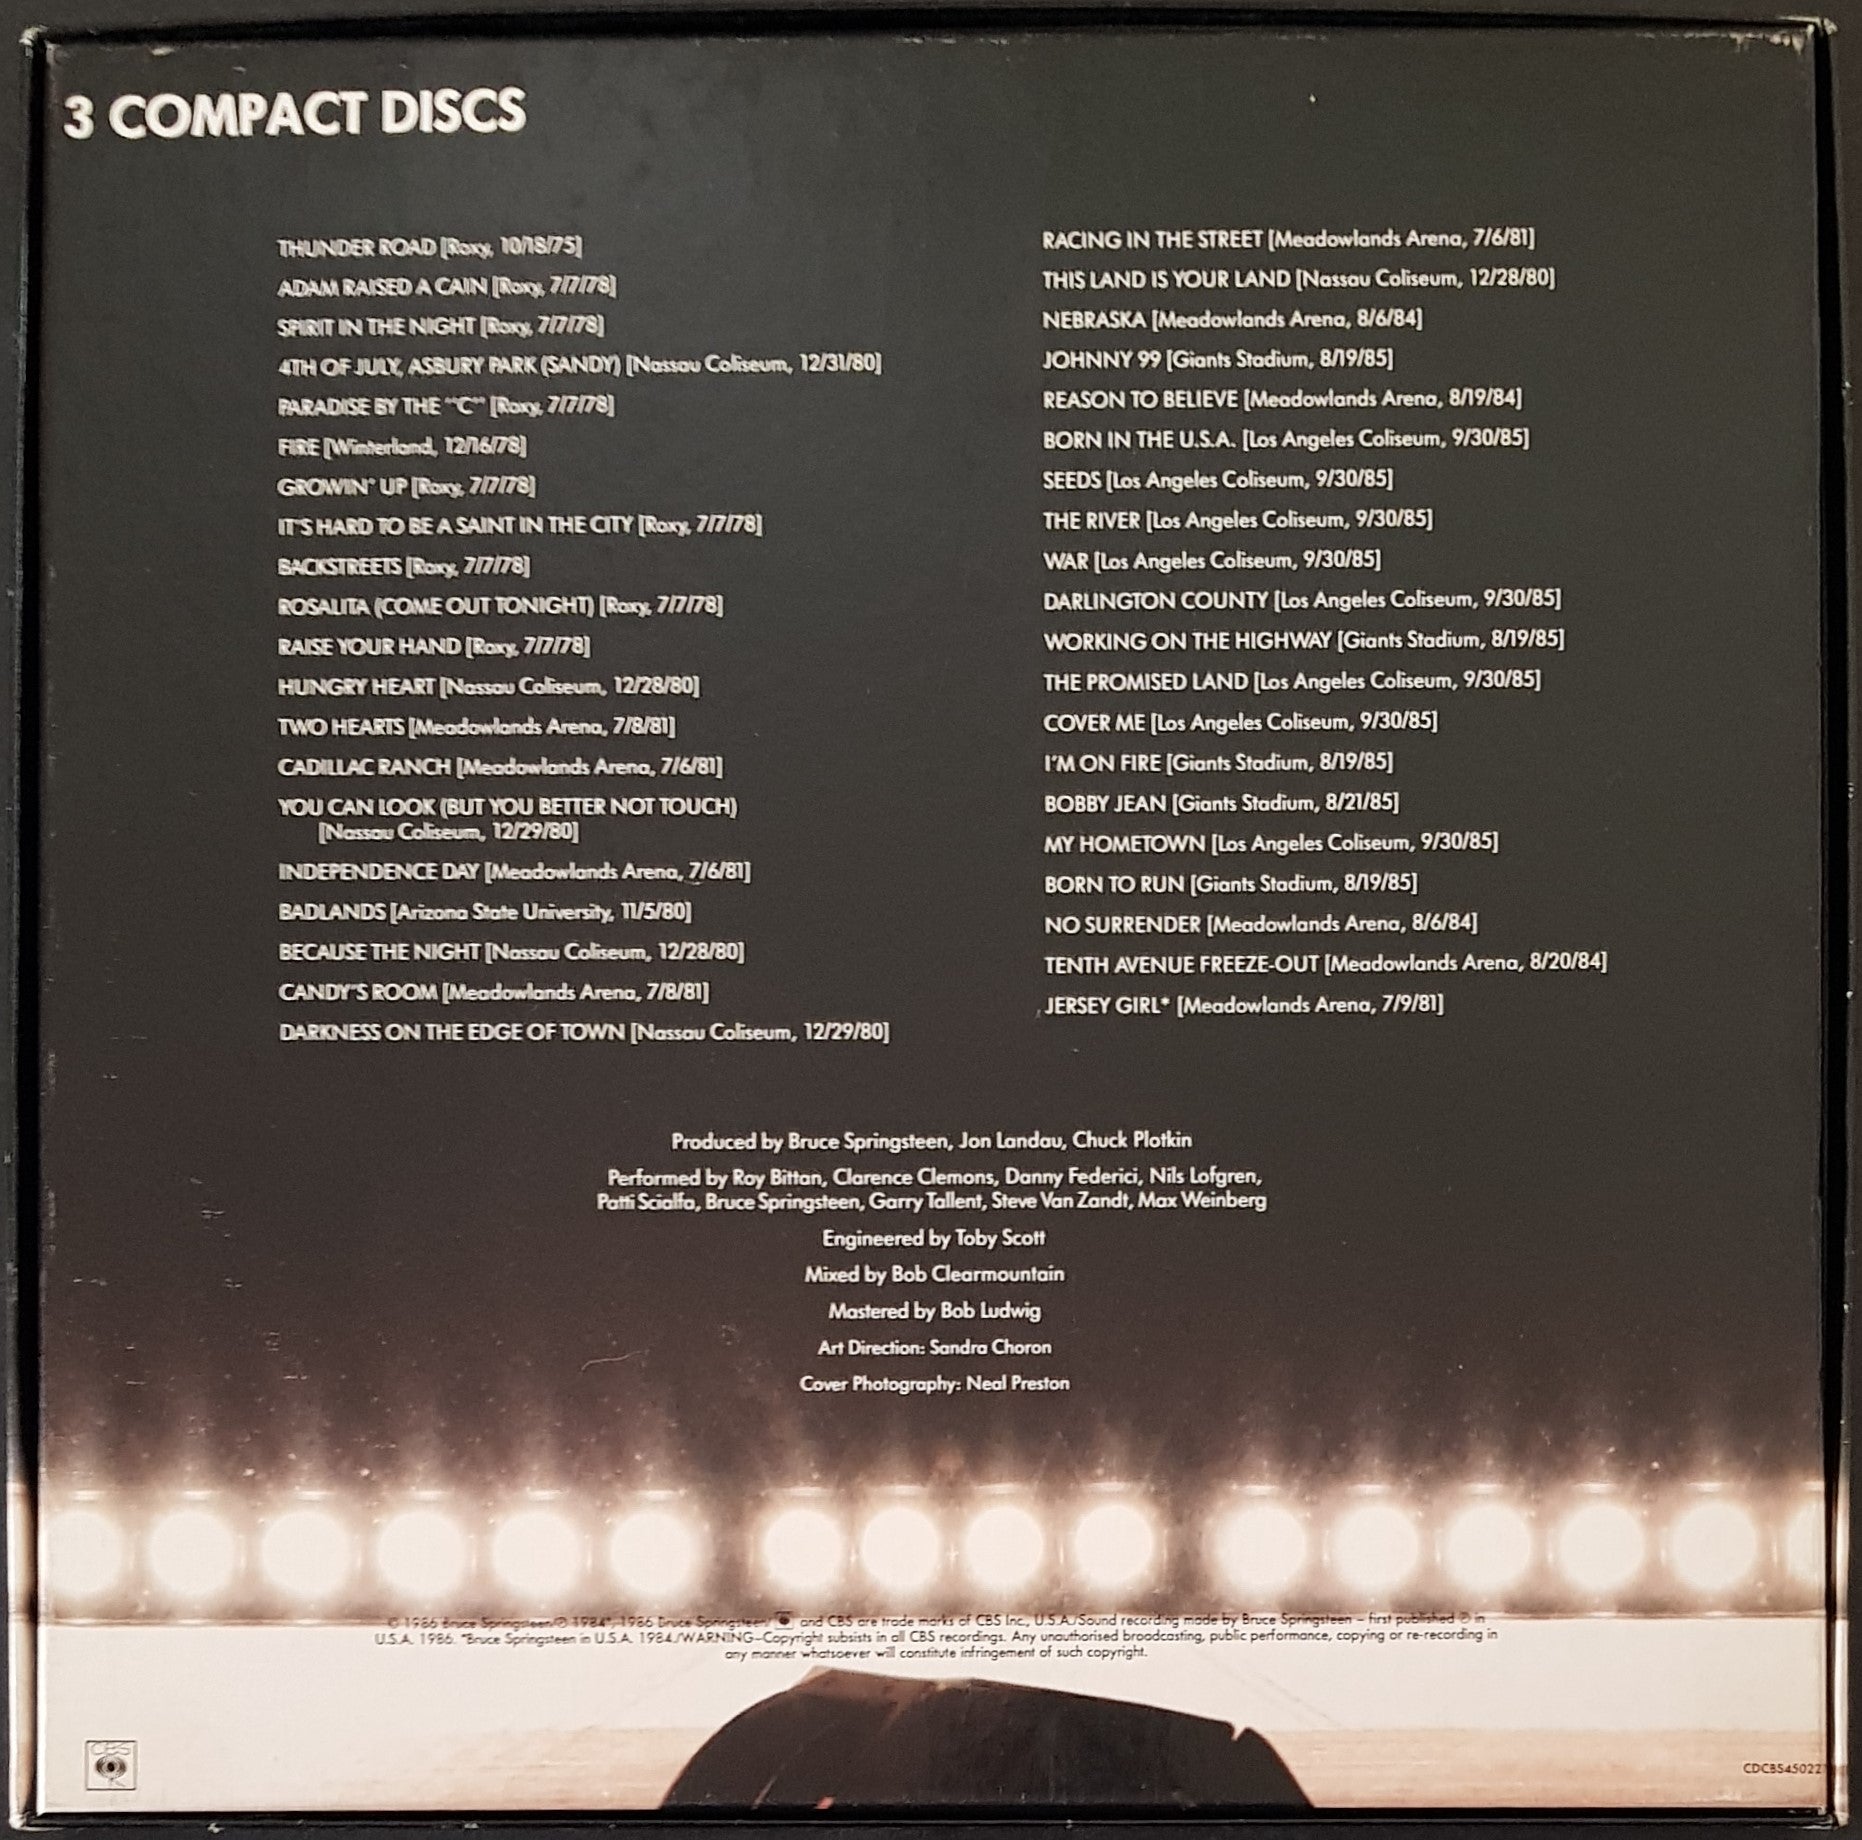 3 COMPACT DISCS
THUNDER ROAD [Roxy, 10/18/75]
ADAM RAISED A CAIN [Roxy, 7/7/78]
SPIRIT IN THE NIGHT [Roxy, 7/7/78]
4TH OF JULY, ASBURY PARK (SANDY) [Nassau Coliseum, 12/31/80]
PARADISE BY THE "C" [Roxy, 7/7/78]
FIRE [Winterland, 12/16/78]
GROWIN' UP [Roxy, 7/7/78]
IT'S HARD TO BE A SAINT IN THE CITY [Roxy, 7/7/78]
BACKSTREETS [Roxy, 7/7/78]
ROSALITA (COME OUT TONIGHT) [Roxy, 7/7/78]
RAISE YOUR HAND [Roxy, 7/7/78]
HUNGRY HEART [Nassau Coliseum, 12/28/80]
TWO HEARTS [Meadowlands Arena, 7/8/81]
CADILLAC RANCH [Meadowlands Arena, 7/6/81]
YOU CAN LOOK (BUT YOU BETTER NOT TOUCH)
[Nassau Coliseum, 12/29/80]
INDEPENDENCE DAY [Meadowlands Arena, 7/6/81]
BADLANDS [Arizona State University, 11/5/80]
BECAUSE THE NIGHT [Nassau Coliseum, 12/28/80]
CANDY'S ROOM [Meadowlands Arena, 7/8/81]
DARKNESS ON THE EDGE OF TOWN [Nassau Coliseum, 12/29/80]
RACING IN THE STREET [Meadowlands Arena, 7/6/81]
THIS LAND IS YOUR LAND [Nassau Coliseum, 12/28/80]
NEBRASKA [Meadowlands Arena, 8/6/84]
JOHNNY 99 [Giants Stadium, 8/19/85]
REASON TO BELIEVE [Meadowlands Arena, 8/19/84]
BORN IN THE U.S.A. [Los Angeles Coliseum, 9/30/85]
SEEDS [Los Angeles Coliseum, 9/30/85]
THE RIVER [Los Angeles Coliseum, 9/30/85]
WAR [Los Angeles Coliseum, 9/30/85]
DARLINGTON COUNTY [Los Angeles Coliseum, 9/30/85]
WORKING ON THE HIGHWAY [Giants Stadium, 8/19/85]
THE PROMISED LAND [Los Angeles Coliseum, 9/30/85]
COVER ME [Los Angeles Coliseum, 9/30/85]
I'M ON FIRE [Giants Stadium, 8/19/85]
BOBBY JEAN [Giants Stadium, 8/21/85]
MY HOMETOWN [Los Angeles Coliseum, 9/30/85]
BORN TO RUN [Giants Stadium, 8/19/85]
NO SURRENDER [Meadowlands Arena, 8/6/84]
TENTH AVENUE FREEZE-OUT [Meadowlands Arena, 8/20/84]
JERSEY GIRL* [Meadowlands Arena, 7/9/81]
Produced by Bruce Springsteen, Jon Landau, Chuck Plotkin
Performed by Roy Bittan, Clarence Clemons, Danny Federici, Nils Lofgren,
Patti Scialfa, Bruce Springsteen, Garry Tallent, Steve Van Zandt, Max Weinberg
Engineered by Toby Scott
Mixed by Bob Clearmountain
Mastered by Bob Ludwig
Art Direction: Sandra Choron
Cover Photography: Neal Preston
© 1986 Bruce Springsteen/℗ 1984*, 1986 Bruce Springsteen/ and CBS are trade marks of CBS Inc., U.S.A./Sound recording made by Bruce Springsteen – first published ℗ in
U.S.A. 1986. *Bruce Springsteen in U.S.A. 1984./WARNING–Copyright subsists in all CBS recordings. Any unauthorised broadcasting, public performance, copying or re-recording in
any manner whatsoever will constitute infringement of such copyright.
CBS
CDCBS45022